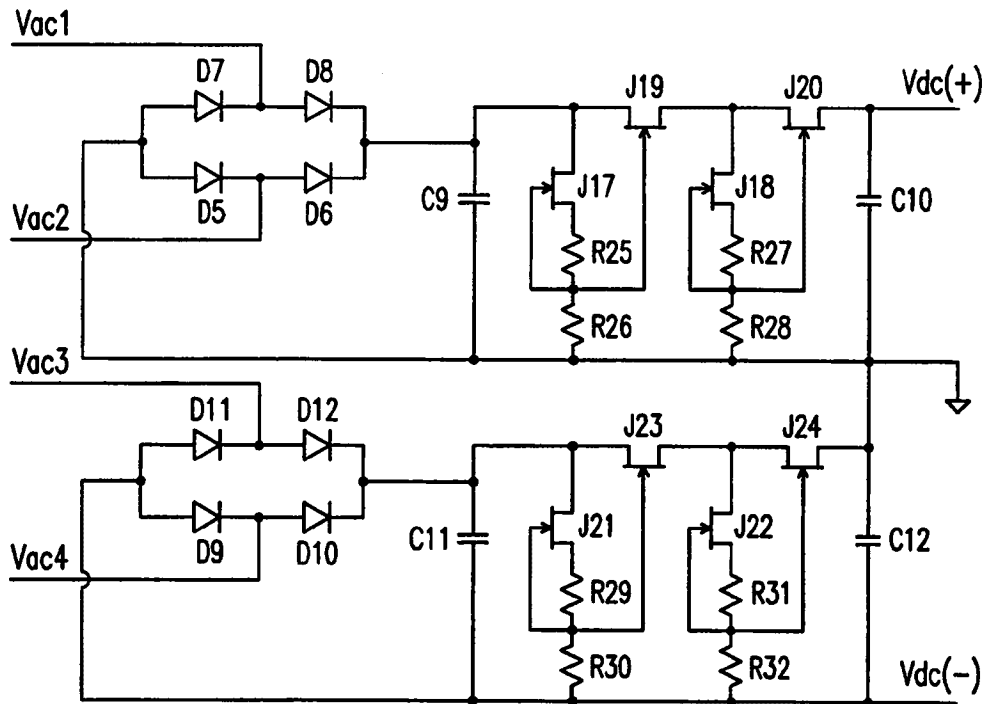 Vac1
D7 D8
J19 J20 Vdc(+)
D5 D6
C9 J17 J18 C10
Vac2
R25 R27
R26 R28
Vac3
D11 D12
J23 J24
D9 D10
C11 J21 J22 C12
Vac4
R29 R31
R30 R32
Vdc(-)